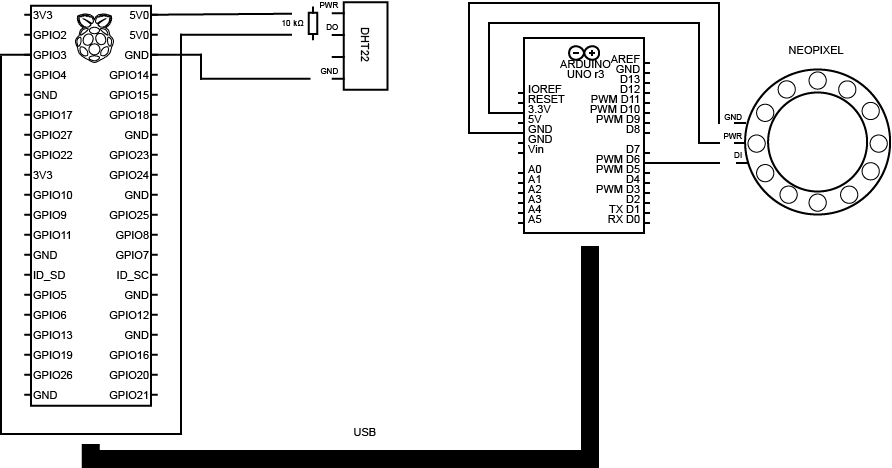 3V3
GPIO2
GPIO3
GPIO4
GND
GPIO17
GPIO27
GPIO22
3V3
GPIO10
GPIO9
GPIO11
GND
ID_SD
GPIO5
GPIO6
GPIO13
GPIO19
GPIO26
GND
5V0
5V0
GND
GPIO14
GPIO15
GPIO18
GND
GPIO23
GPIO24
GND
GPIO25
GPIO8
GPIO7
ID_SC
GND
GPIO12
GND
GPIO16
GPIO20
GPIO21
10 kΩ
PWR
DO
GND
DHT22
ARDUINO
UNO r3
IOREF
RESET
3.3V
5V
GND
GND
Vin
A0
A1
A2
A3
A4
A5
AREF
GND
D13
D12
PWM D11
PWM D10
PWM D9
D8
D7
PWM D6
PWM D5
D4
PWM D3
D2
TX D1
RX D0
NEOPIXEL
GND
PWR
DI
USB